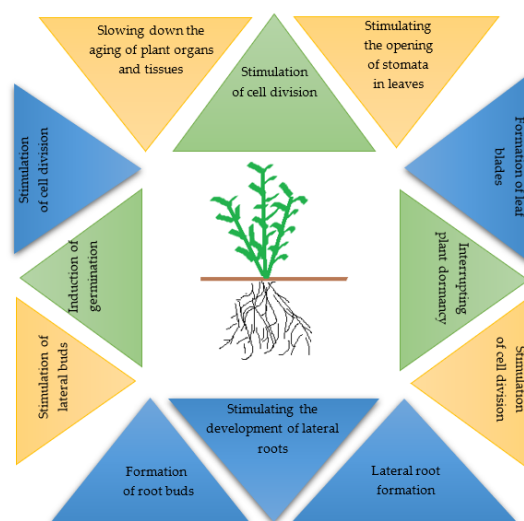 Slowing down the
aging of plant organs
and tissues
Stimulation
of cell division
Stimulating
the
opening
of stomata
in leaves
Formation of leaf
blades
Interrupting
plant dormancy
Stimulation
of cell division
Lateral root
formation
Stimulating the
development of lateral
roots
Formation
of root buds
Stimulation of
lateral buds
Induction of
germination
Stimulation
of cell division